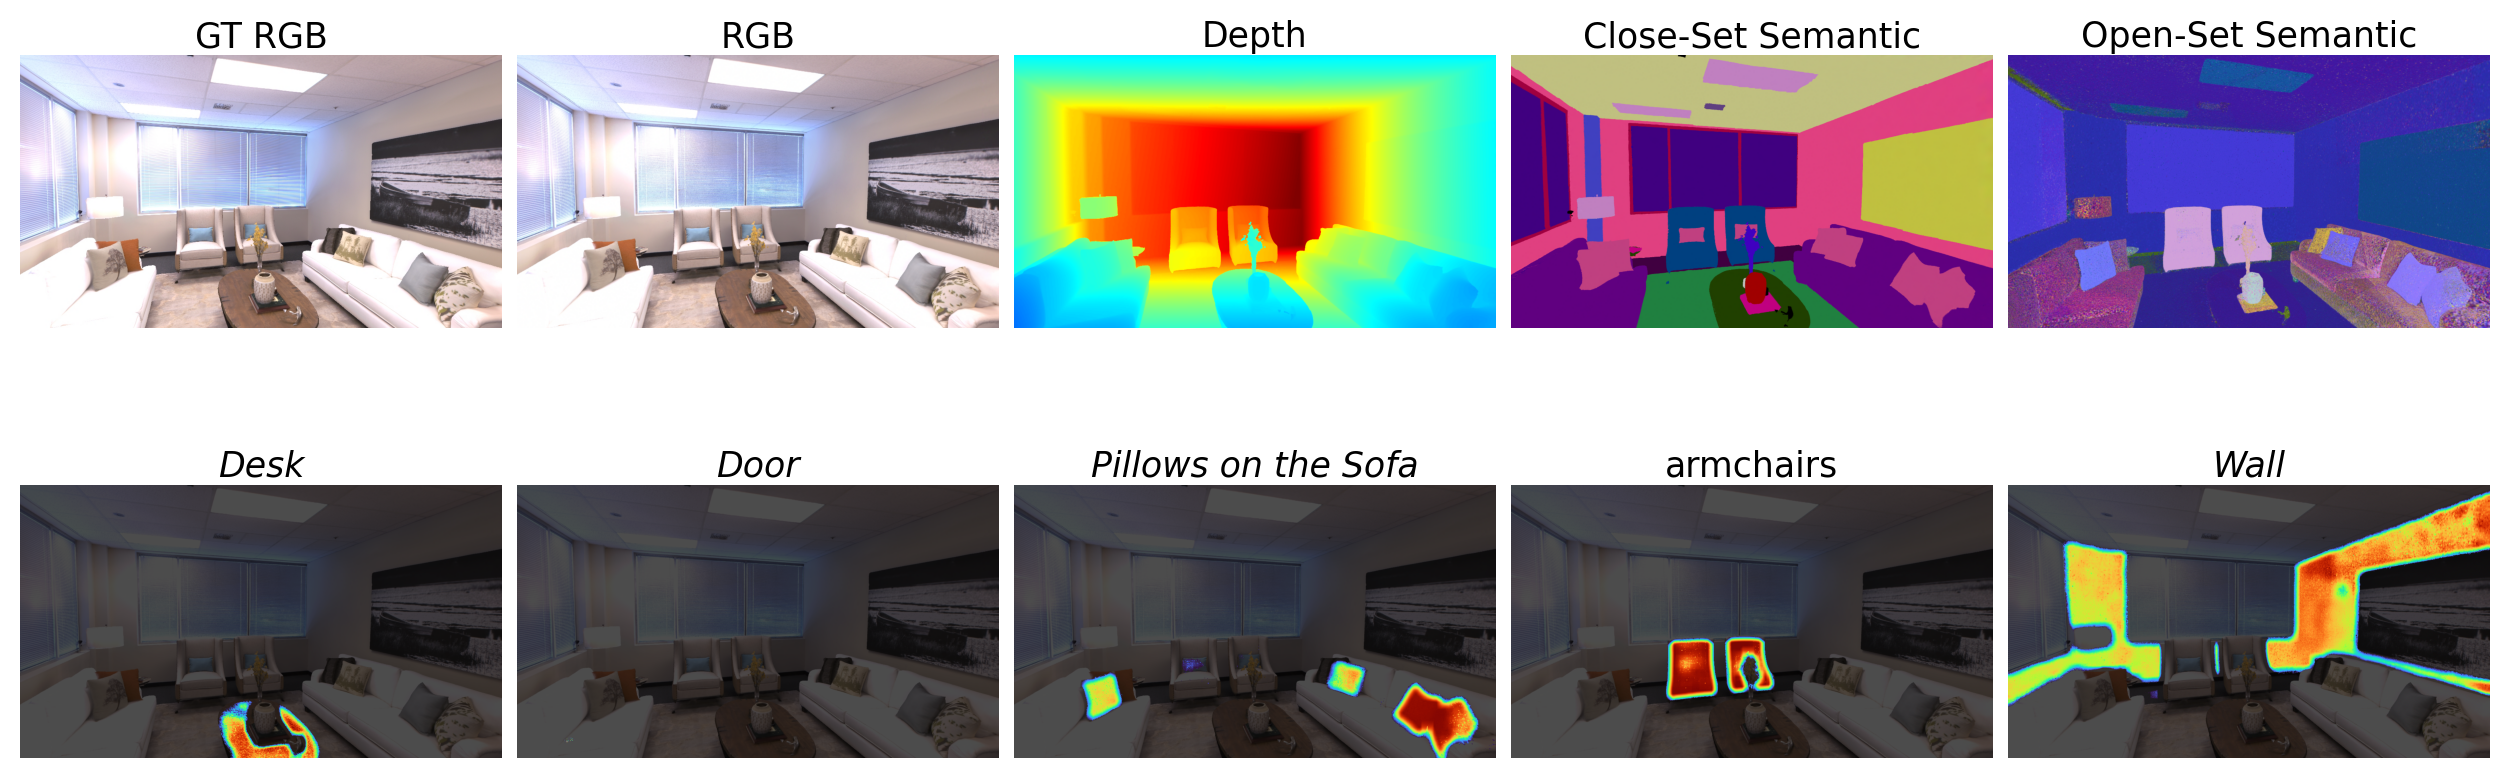 GT RGB
RGB
Depth
Close-Set Semantic
Open-Set Semantic
Desk
Door
Pillows on the Sofa
armchairs
Wall